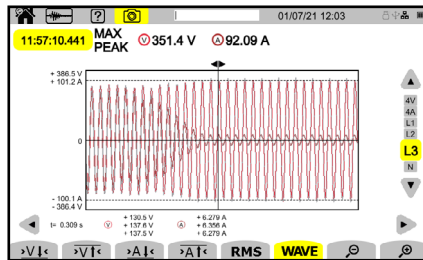 ? 01/07/21 12:03
11:57:10.441 MAX PEAK V 351.4 V A 92.09 A
+ 386.5 V
+ 101.2 A
0
- 100.1 A
- 386.4 V
4V
4A
L1
L2
L3
N
t= 0.309 s V + 130.5 V A + 6.279 A
+ 137.6 V + 6.356 A
+ 137.5 V + 6.279 A
>V↓< >V↑< >A↓< >A↑< RMS WAVE